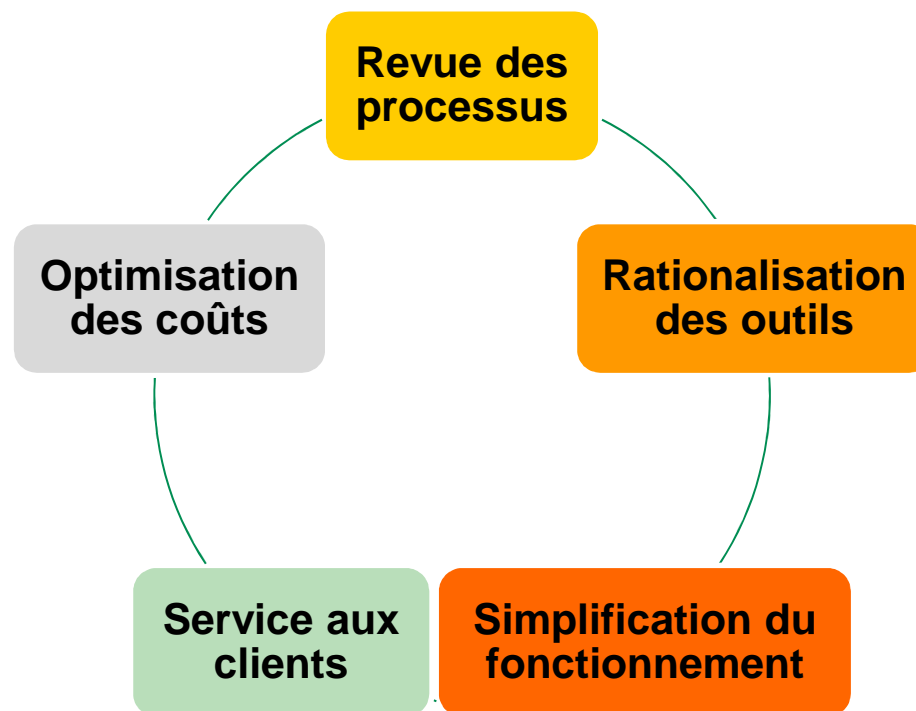 Revue des
processus
Optimisation
des coûts
Rationalisation
des outils
Service aux
clients
Simplification du
fonctionnement